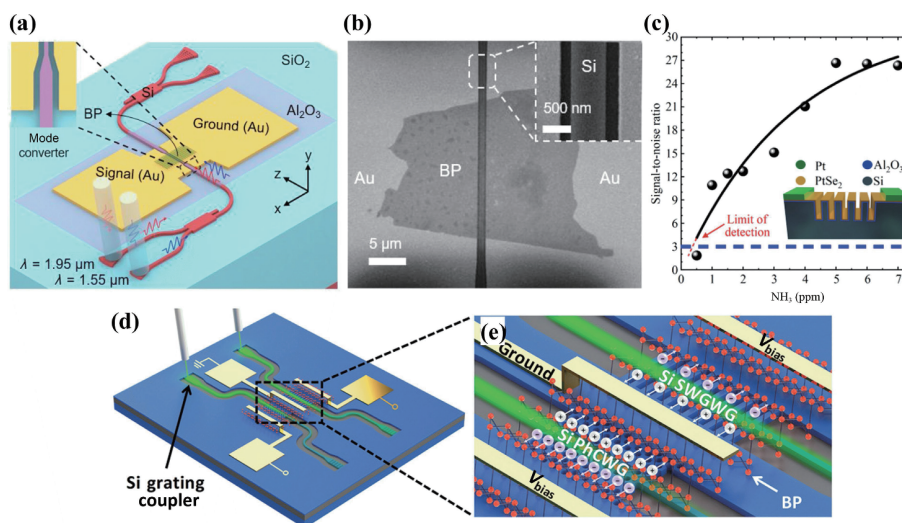 (a)
Mode
converter
SiO₂
Si
BP
Al₂O₃
Ground (Au)
Signal (Au)
y
z
x
λ = 1.95 μm
λ = 1.55 μm
(b)
Si
500 nm
Au
BP
Au
5 μm
(c)
Signal-to-noise ratio
30
27
24
21
18
15
12
9
6
3
0
0 1 2 3 4 5 6 7
NH₃ (ppm)
Pt
Al₂O₃
PtSe₂
Si
Limit of
detection
(d)
Si grating
coupler
(e)
Ground
Vbias
Si SWGWG
Si PhCWG
Vbias
BP